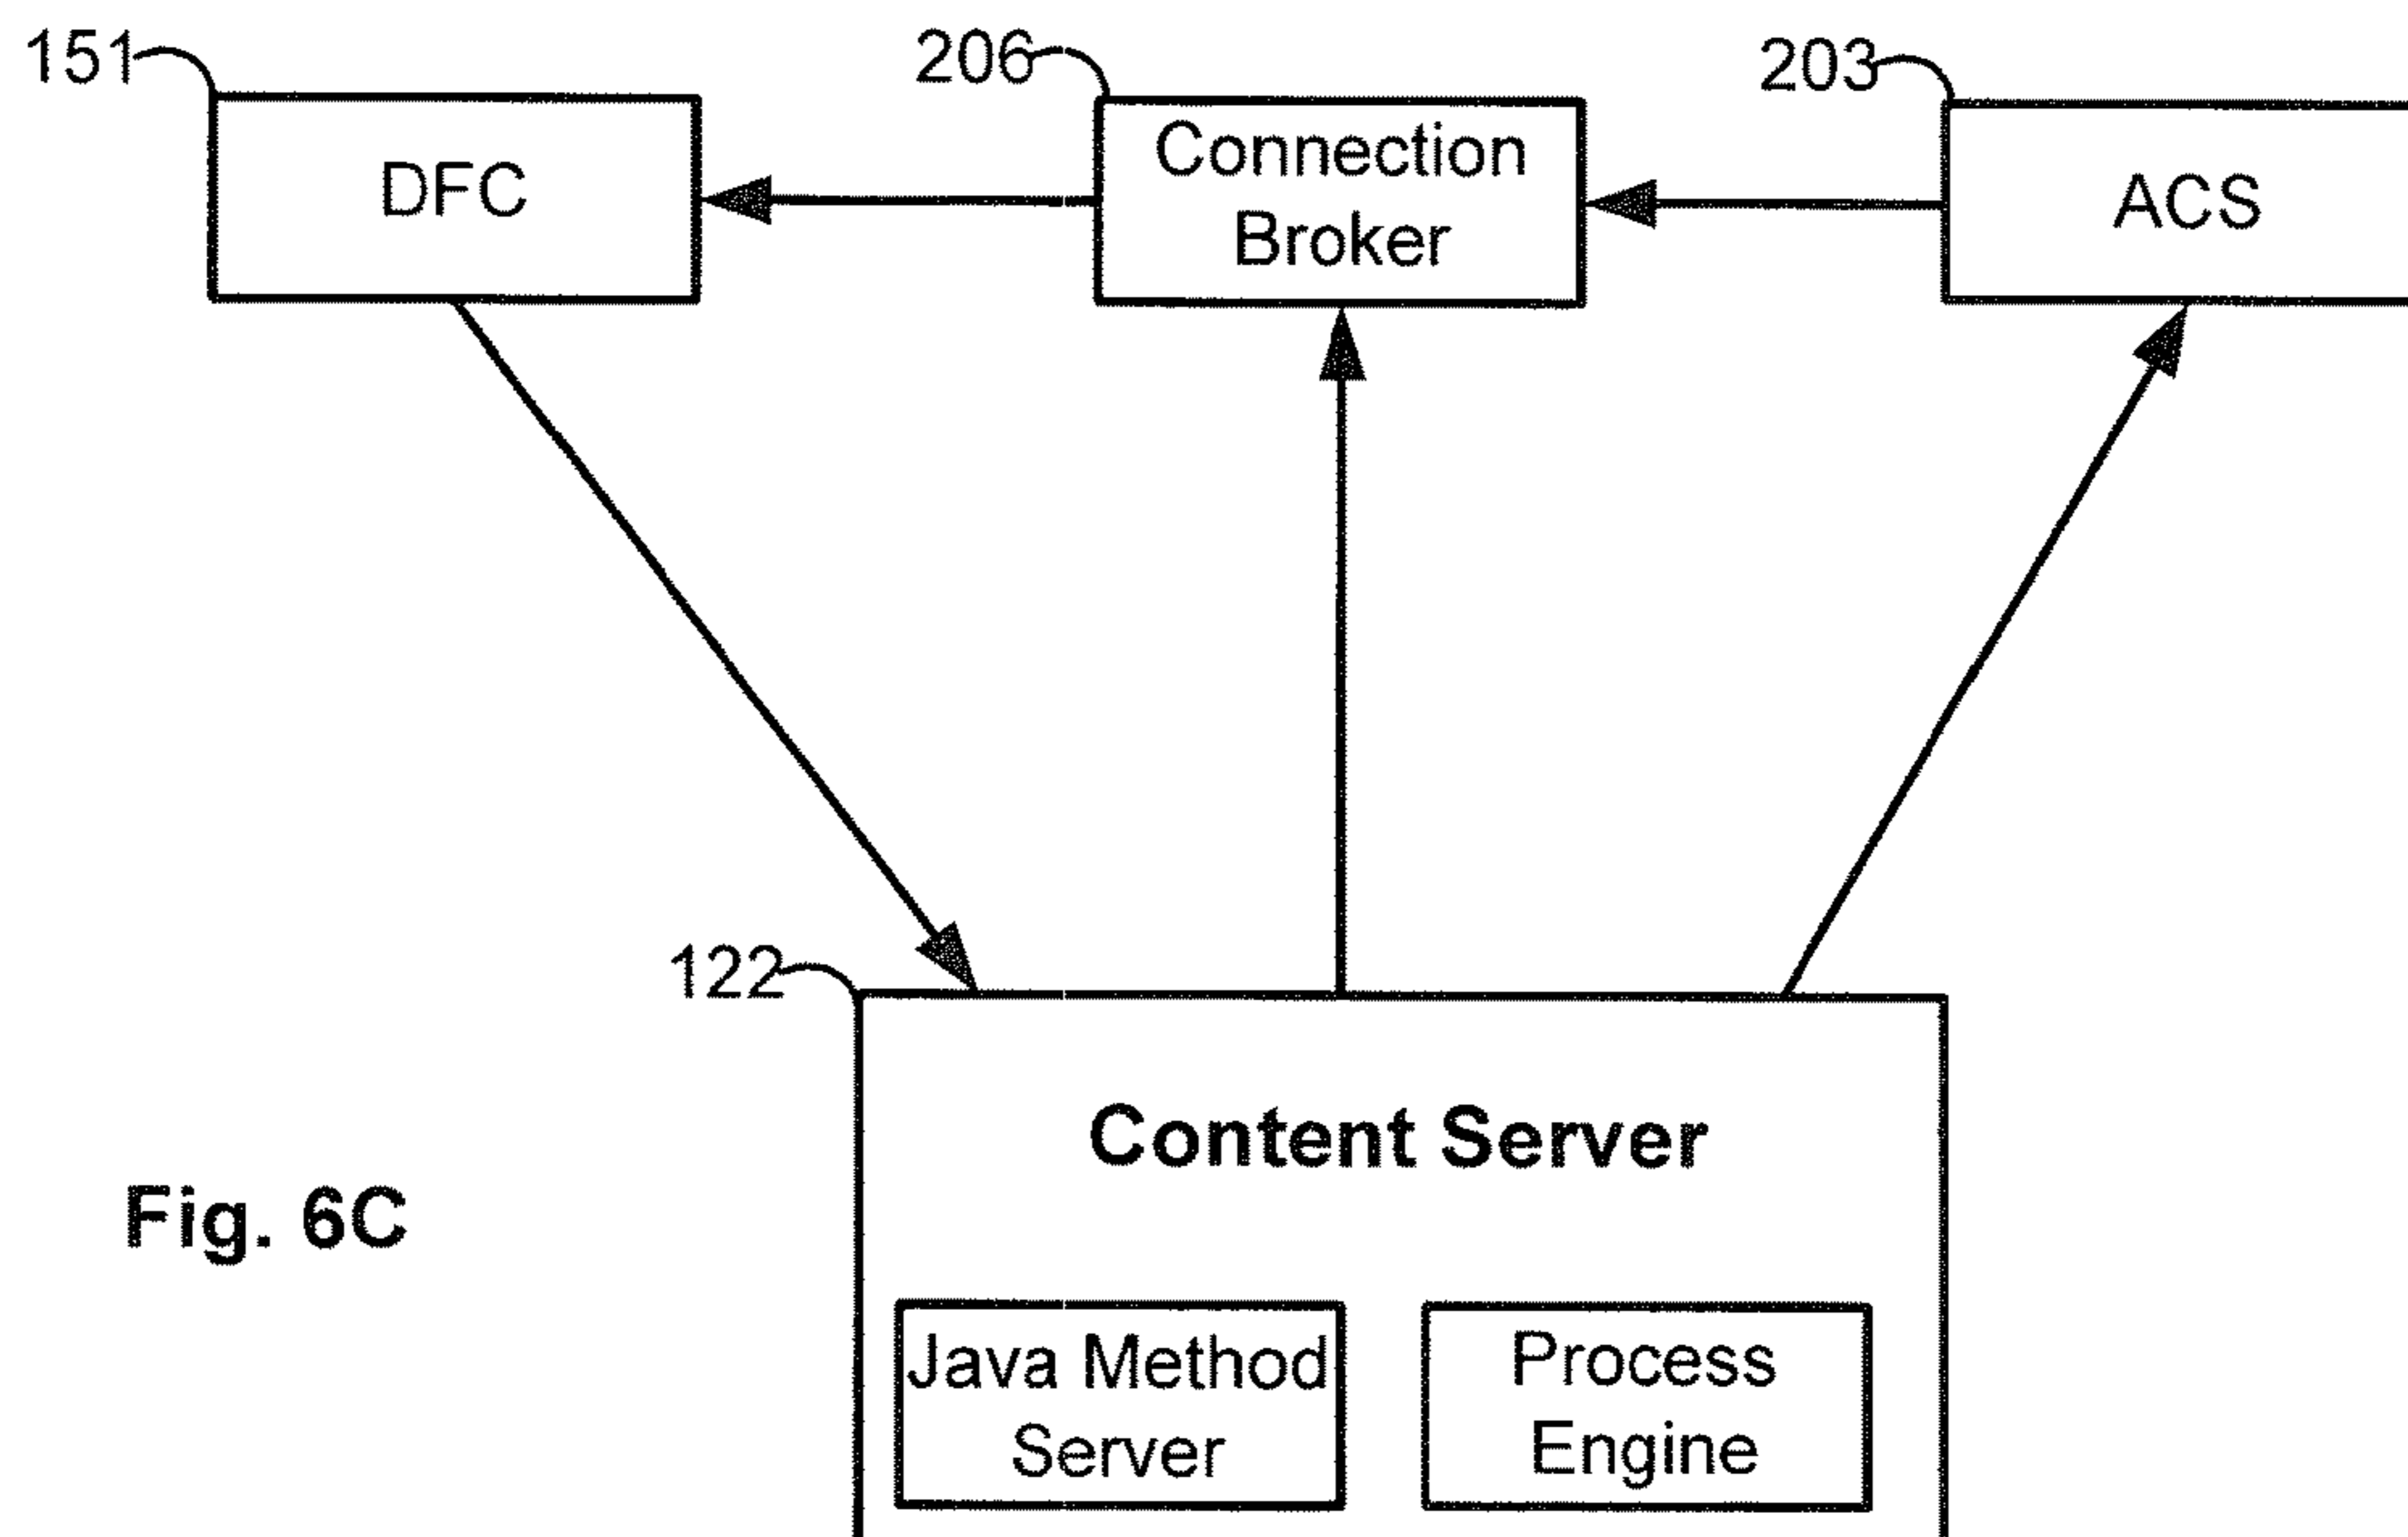 151
206
203
DFC
Connection
Broker
ACS
122
Content Server
Fig. 6C
Java Method
Server
Process
Engine